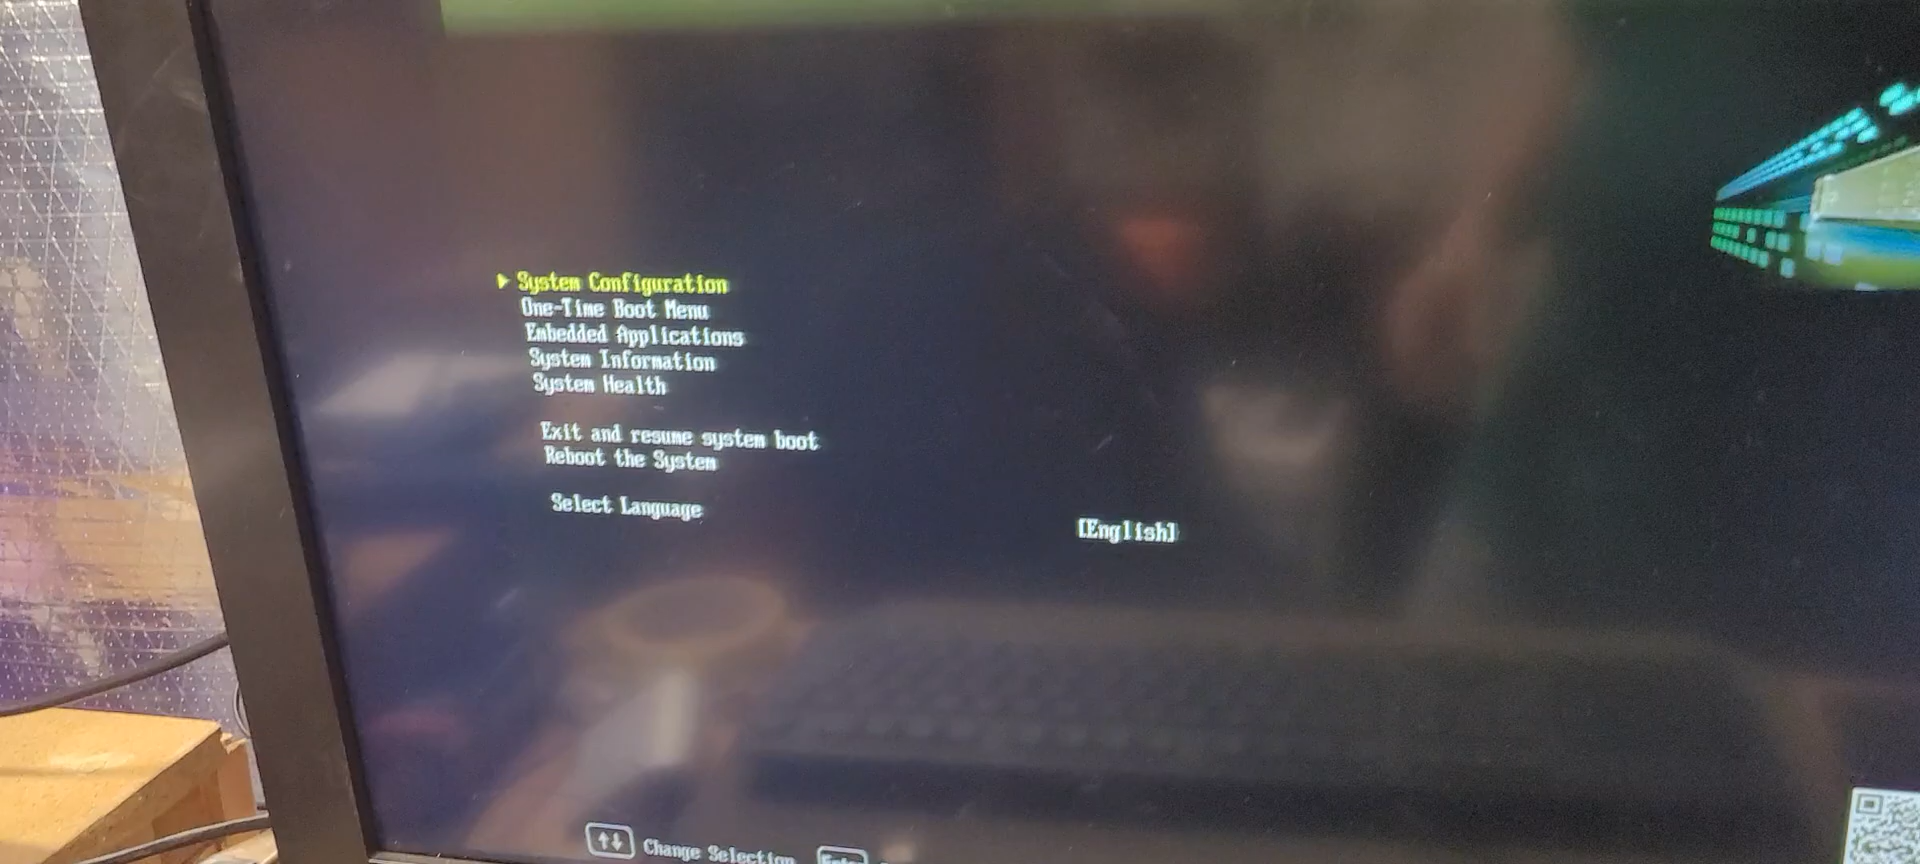 System Configuration
One-Time Boot Menu
Embedded Applications
System Information
System Health
Exit and resume system boot
Reboot the System
Select Language
[English]
Change Selection
Enter